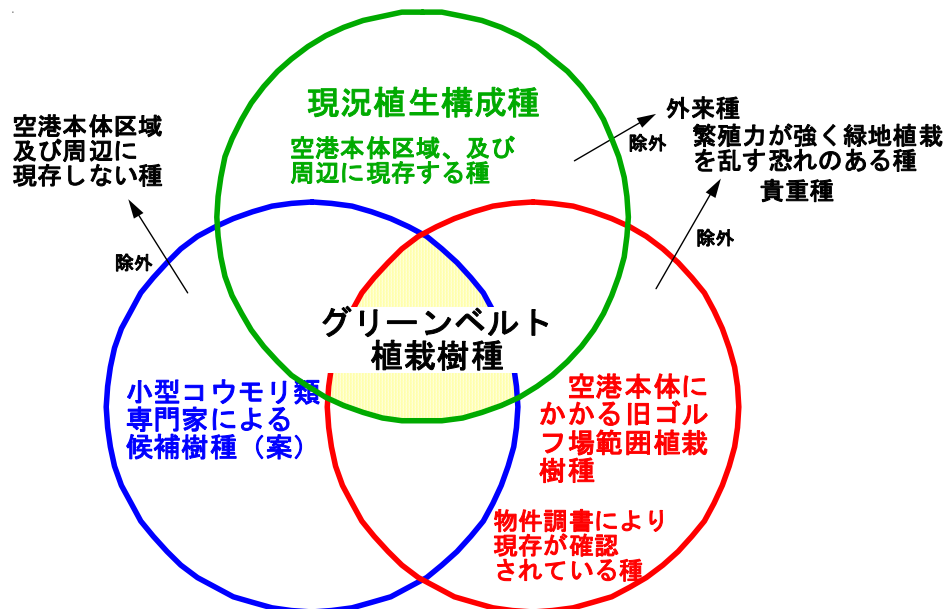 現況植生構成種
空港本体区域、及び
周辺に現存する種
空港本体区域
及び周辺に
現存しない種
除外
外来種
除外
繁殖力が強く緑地植栽
を乱す恐れのある種
貴重種
除外
グリーンベルト
植栽樹種
小型コウモリ類
専門家による
候補樹種（案）
空港本体に
かかる旧ゴル
フ場範囲植栽
樹種
物件調書により
現存が確認
されている種